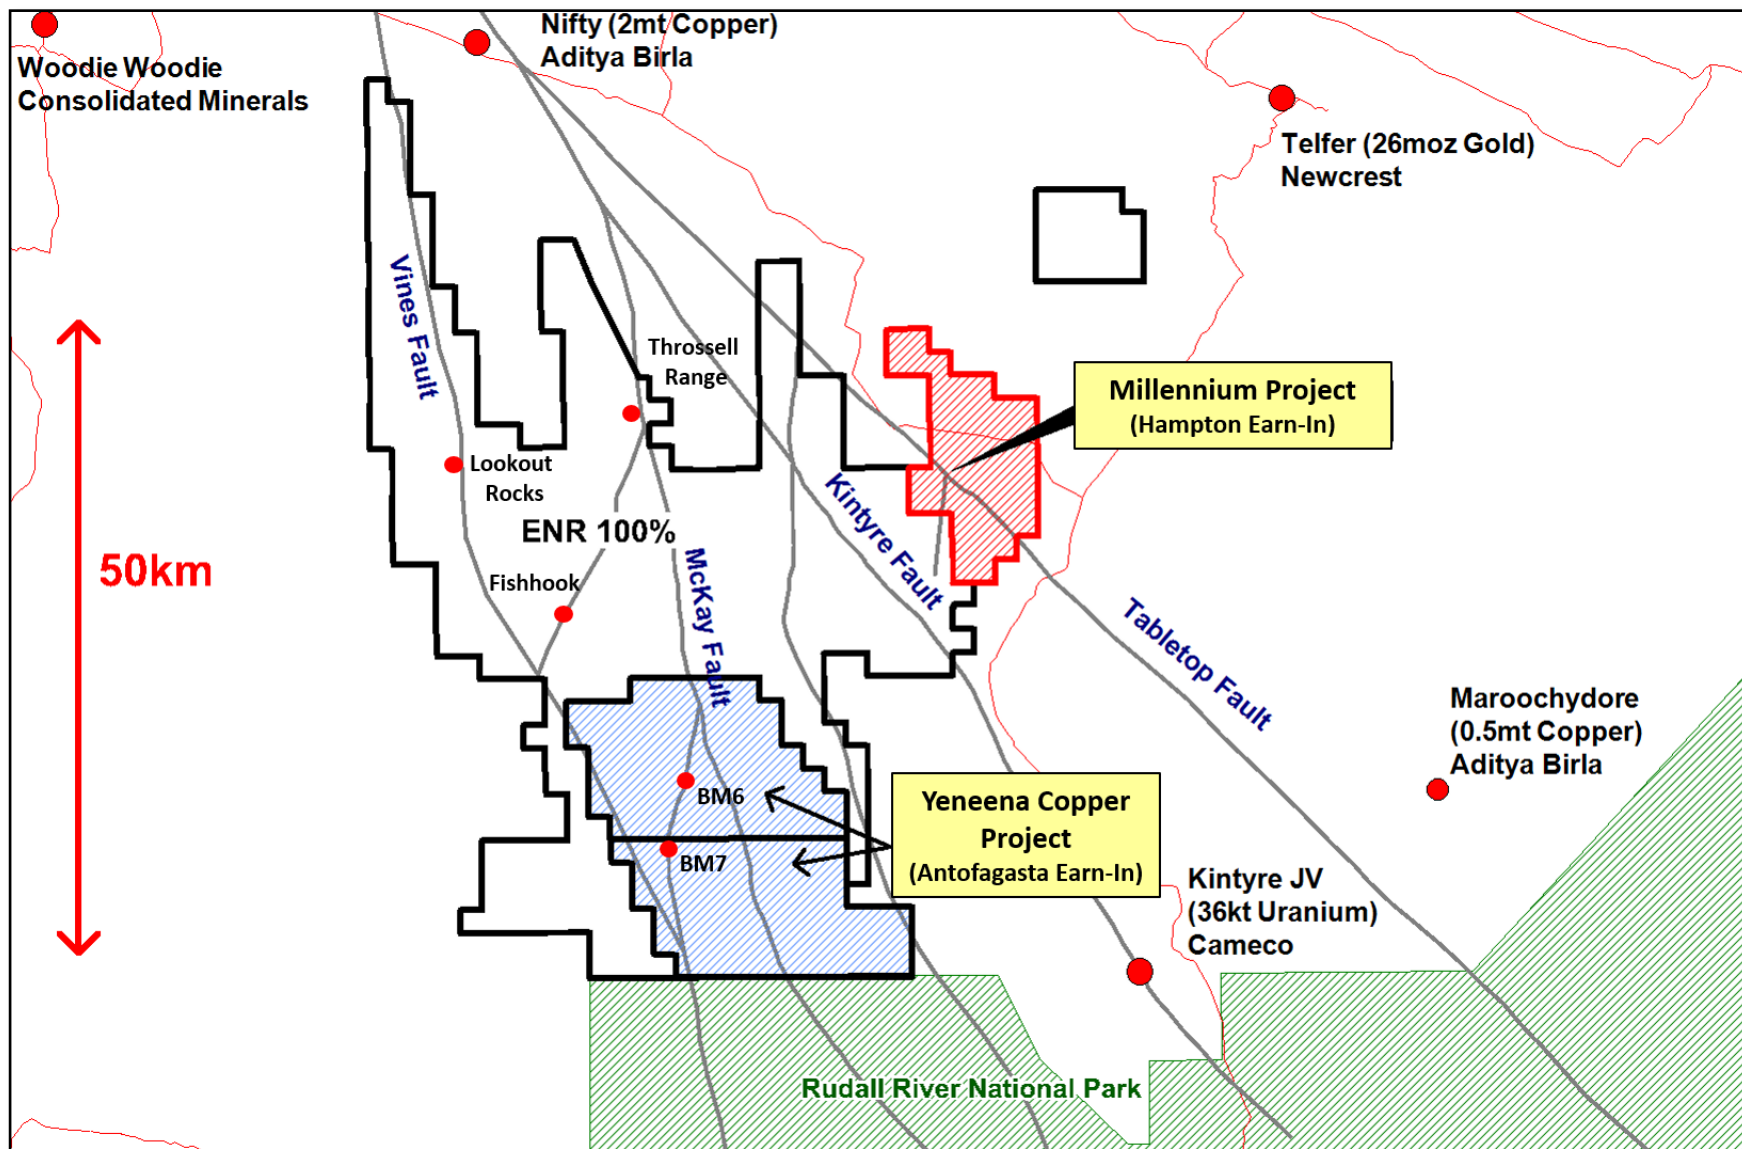 Nifty (2mt Copper)
Aditya Birla
Woodie Woodie
Consolidated Minerals
Telfer (26moz Gold)
Newcrest
Vines Fault
Throssell
Range
Millennium Project
(Hampton Earn-In)
Lookout
Rocks
ENR 100%
Kintyre Fault
50km
Fishhook
McKay Fault
Tabletop Fault
Maroochydore
(0.5mt Copper)
Aditya Birla
BM6
Yeneena Copper
Project
(Antofagasta Earn-In)
BM7
Kintyre JV
(36kt Uranium)
Cameco
Rudall River National Park